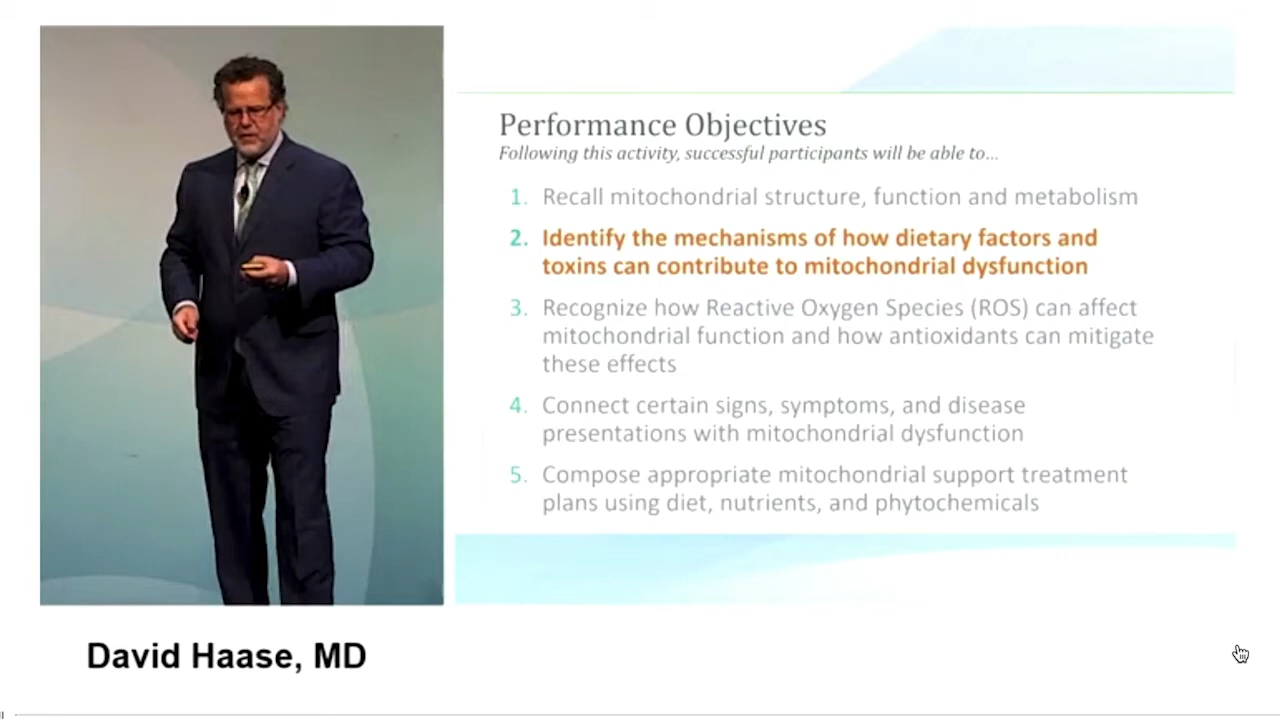 Performance Objectives
Following this activity, successful participants will be able to…
1. Recall mitochondrial structure, function and metabolism
2. Identify the mechanisms of how dietary factors and
toxins can contribute to mitochondrial dysfunction
3. Recognize how Reactive Oxygen Species (ROS) can affect
mitochondrial function and how antioxidants can mitigate
these effects
4. Connect certain signs, symptoms, and disease
presentations with mitochondrial dysfunction
5. Compose appropriate mitochondrial support treatment
plans using diet, nutrients, and phytochemicals
David Haase, MD